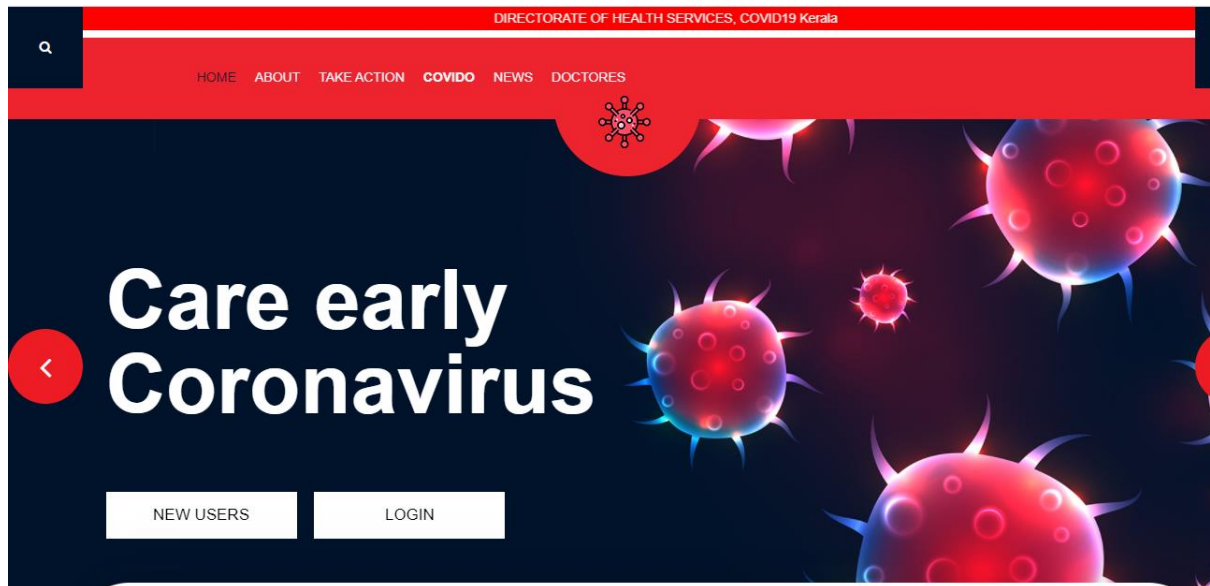 DIRECTORATE OF HEALTH SERVICES, COVID19 Kerala
HOME ABOUT TAKE ACTION COVIDO NEWS DOCTORES
Care early
Coronavirus
NEW USERS LOGIN